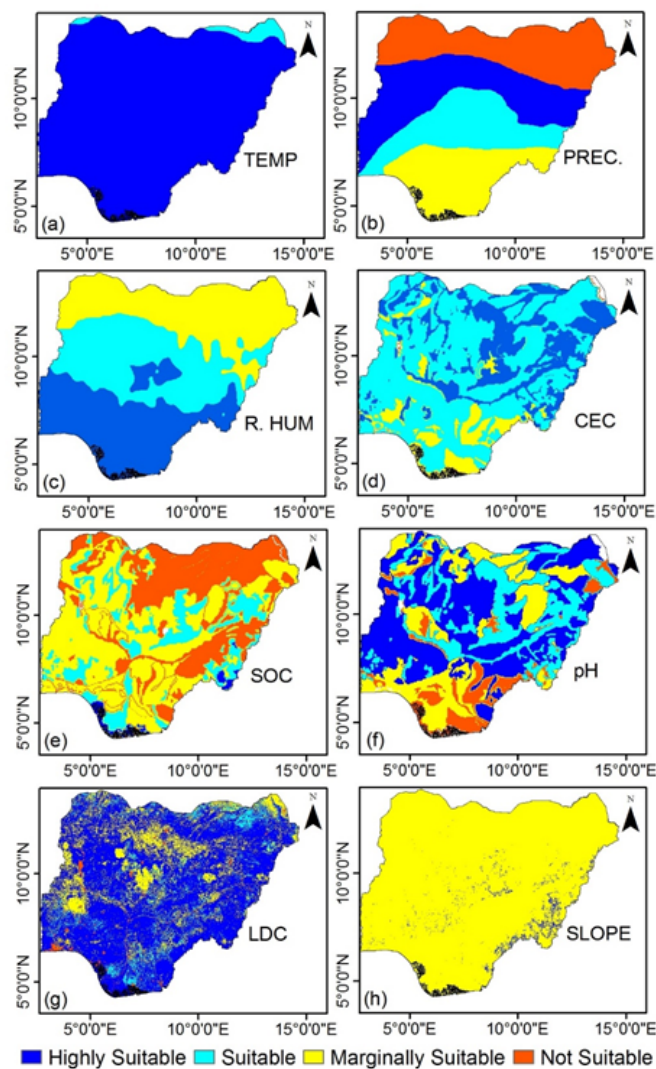 N
N
10°0'0"N
5°0'0"N
TEMP
PREC.
(a)
(b)
5°0'0"E 10°0'0"E 15°0'0"E
5°0'0"E 10°0'0"E 15°0'0"E
N
N
10°0'0"N
5°0'0"N
R. HUM
CEC
(c)
(d)
5°0'0"E 10°0'0"E 15°0'0"E
5°0'0"E 10°0'0"E 15°0'0"E
N
N
10°0'0"N
5°0'0"N
SOC
pH
(e)
(f)
5°0'0"E 10°0'0"E 15°0'0"E
5°0'0"E 10°0'0"E 15°0'0"E
N
N
10°0'0"N
5°0'0"N
LDC
SLOPE
(g)
(h)
5°0'0"E 10°0'0"E 15°0'0"E
5°0'0"E 10°0'0"E 15°0'0"E
Highly Suitable Suitable Marginally Suitable Not Suitable